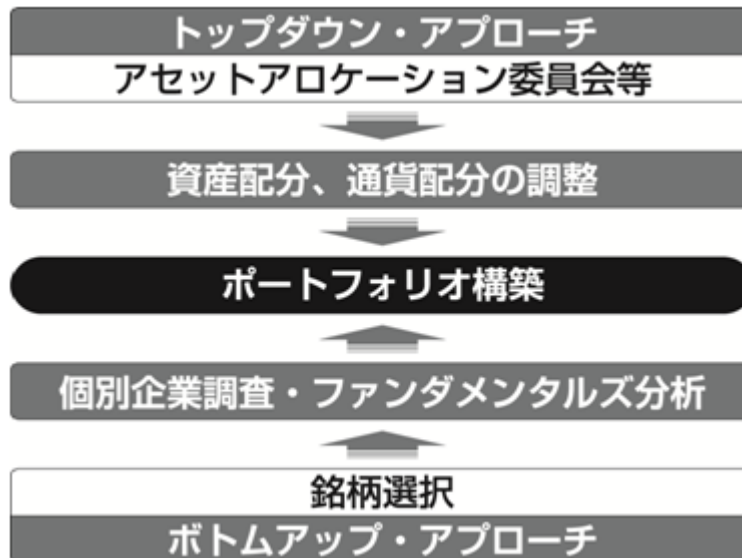 トップダウン・アプローチ
アセットアロケーション委員会等
資産配分、通貨配分の調整
ポートフォリオ構築
個別企業調査・ファンダメンタルズ分析
銘柄選択
ボトムアップ・アプローチ